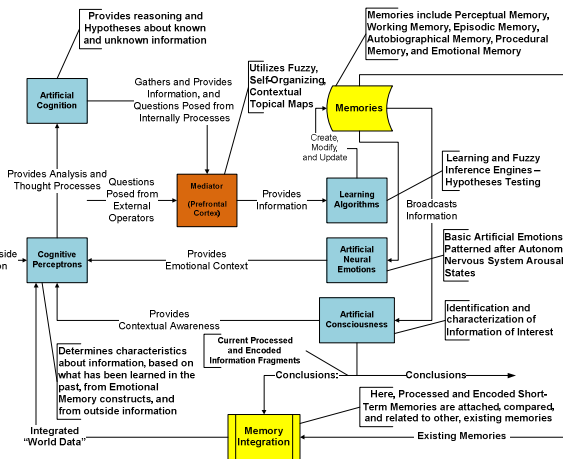 Provides reasoning and
Hypotheses about known
and unknown information
Memories include Perceptual Memory,
Working Memory, Episodic Memory,
Autobiographical Memory, Procedural
Memory, and Emotional Memory
Artificial
Cognition
Gathers and Provides
Information, and
Questions Posed from
Internally Processes
Utilizes Fuzzy,
Self-Organizing,
Contextual
Topical Maps
Memories
Create,
Modify,
and Update
Learning and Fuzzy
Inference Engines –
Hypotheses Testing
Provides Analysis and
Thought Processes
Questions
Posed from
External
Operators
Mediator
(Prefrontal
Cortex)
Provides
Information
Learning
Algorithms
Broadcasts
Information
Basic Artificial Emotions
Patterned after Autonom
Nervous System Arousal
States
side
on
Cognitive
Perceptrons
Provides
Emotional Context
Artificial
Neural
Emotions
Provides
Contextual Awareness
Artificial
Consciousness
Identification and
characterization of
Information of Interest
Current Processed
and Encoded
Information Fragments
Determines characteristics
about information, based on
what has been learned in the
past, from Emotional
Memory constructs, and
from outside information
Conclusions:
Conclusions
Here, Processed and Encoded Short-
Term Memories are attached, compared,
and related to other, existing memories
Integrated
"World Data"
Memory
Integration
Existing Memories